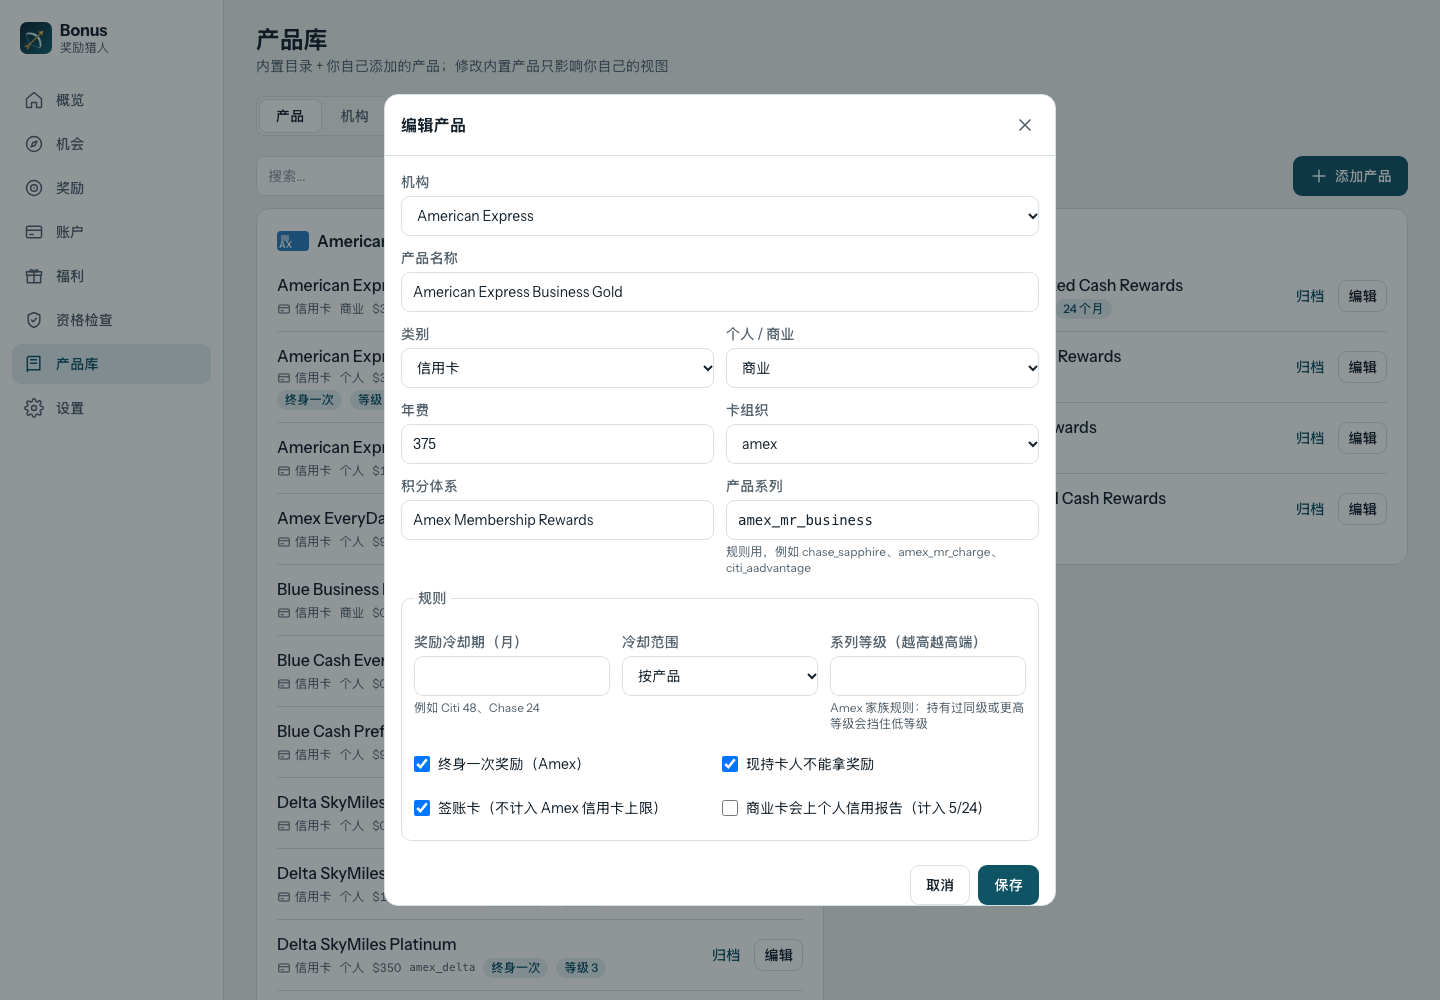 Bonus
奖励猎人
概览
机会
奖励
账户
福利
资格检查
产品库
设置
产品库
内置目录 + 你自己添加的产品；修改内置产品只影响你自己的视图
产品
机构
搜索...
添加产品
AX
American
American Expr
信用卡 商业 $3
American Expr
信用卡 个人 $3
终身一次 等级
American Expr
信用卡 个人 $1
Amex EveryDa
信用卡 个人 $9
Blue Business
信用卡 商业 $0
Blue Cash Ever
信用卡 个人 $0
Blue Cash Pref
信用卡 个人 $9
Delta SkyMiles
信用卡 个人 $0
Delta SkyMiles
信用卡 个人 $1
Delta SkyMiles Platinum
信用卡 个人 $350 amex_delta 终身一次 等级 3
归档 编辑
ed Cash Rewards
24 个月
归档 编辑
Rewards
归档 编辑
wards
归档 编辑
l Cash Rewards
归档 编辑
编辑产品
机构
American Express
产品名称
American Express Business Gold
类别
信用卡
个人 / 商业
商业
年费
375
卡组织
amex
积分体系
Amex Membership Rewards
产品系列
amex_mr_business
规则用，例如 chase_sapphire、amex_mr_charge、
citi_aadvantage
规则
奖励冷却期（月）
例如 Citi 48、Chase 24
冷却范围
按产品
系列等级（越高越高端）
Amex 家族规则：持有过同级或更高
等级会挡住低等级
终身一次奖励（Amex）
现持卡人不能拿奖励
签账卡（不计入 Amex 信用卡上限）
商业卡会上个人信用报告（计入 5/24）
取消
保存